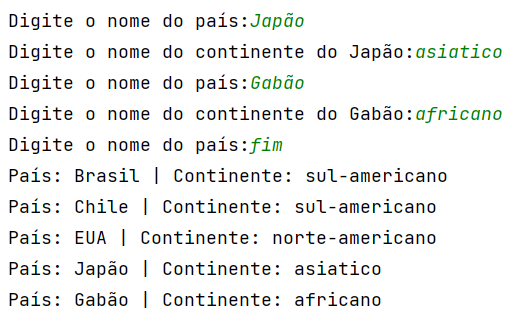 Digite o nome do país:Japão
Digite o nome do continente do Japão:asiatico
Digite o nome do país:Gabão
Digite o nome do continente do Gabão:africano
Digite o nome do país:fim
País: Brasil | Continente: sul-americano
País: Chile | Continente: sul-americano
País: EUA | Continente: norte-americano
País: Japão | Continente: asiatico
País: Gabão | Continente: africano